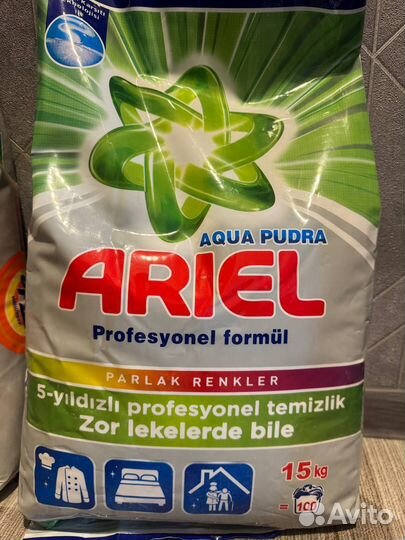 AQUA PUDRA
ARIEL
Profesyonel formül
PARLAK RENKLER
5-yıldızlı profesyonel temizlik
Zor lekelerde bile
15 kg
= 100
Avito